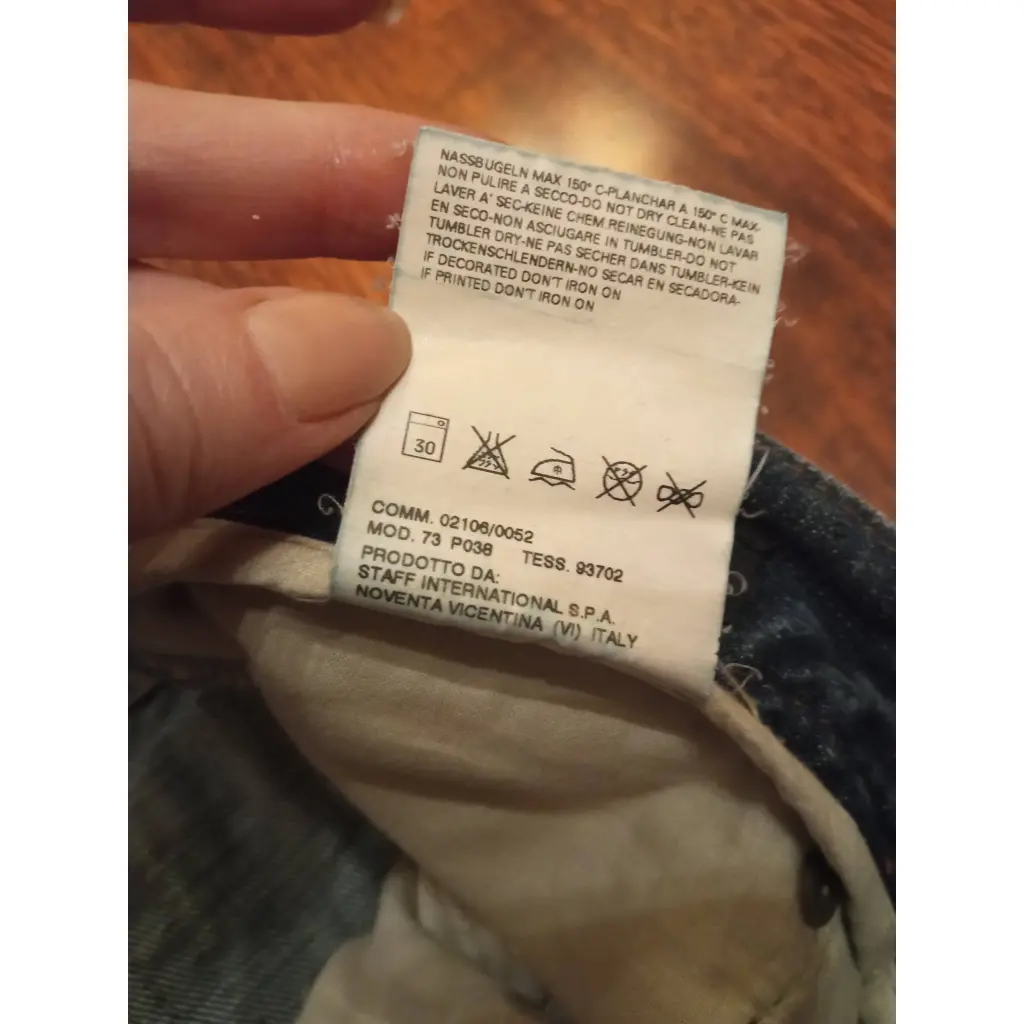 NASSBUGELN MAX 150° C-PLANCHAR A 150° C MAX-
NON PULIRE A SECCO-DO NOT DRY CLEAN-NE PAS
LAVER A' SEC-KEINE CHEM.REINEGUNG-NON LAVAR
EN SECO-NON ASCIUGARE IN TUMBLER-DO NOT
TUMBLER DRY-NE PAS SECHER DANS TUMBLER-KEIN
TROCKENSCHLENDERN-NO SECAR EN SECADORA-
IF DECORATED DON'T IRON ON
IF PRINTED DON'T IRON ON
30
COMM. 02106/0052
MOD. 73 P038 TESS. 93702
PRODOTTO DA:
STAFF INTERNATIONAL S.P.A.
NOVENTA VICENTINA (VI) ITALY